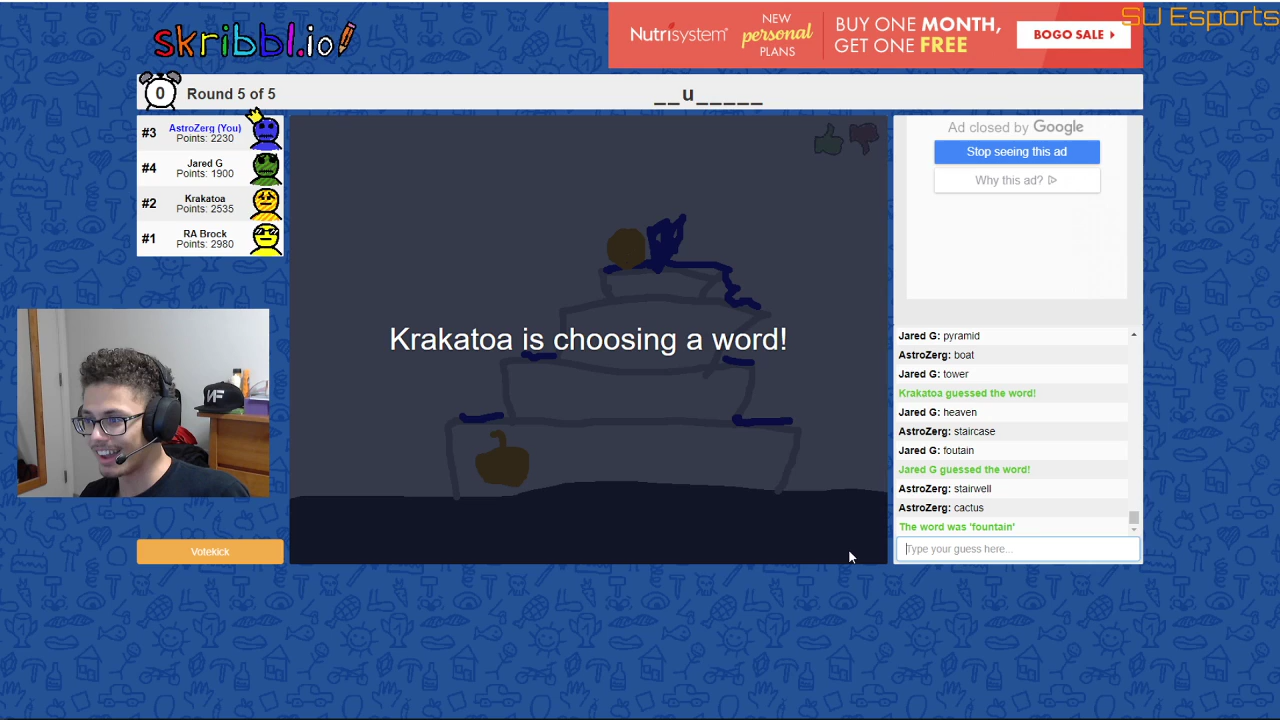 skribbl.io
Nutrisystem®
NEW
personal
PLANS
BUY ONE MONTH,
GET ONE FREE
BOGO SALE
SU Esports
0
Round 5 of 5
__u_____
#3
AstroZerg (You)
Points: 2230
#4
Jared G
Points: 1900
#2
Krakatoa
Points: 2535
#1
RA Brock
Points: 2980
Krakatoa is choosing a word!
NF
Votekick
Ad closed by Google
Stop seeing this ad
Why this ad?
Jared G: pyramid
AstroZerg: boat
Jared G: tower
Krakatoa guessed the word!
Jared G: heaven
AstroZerg: staircase
Jared G: foutain
Jared G guessed the word!
AstroZerg: stairwell
AstroZerg: cactus
The word was 'fountain'
Type your guess here...